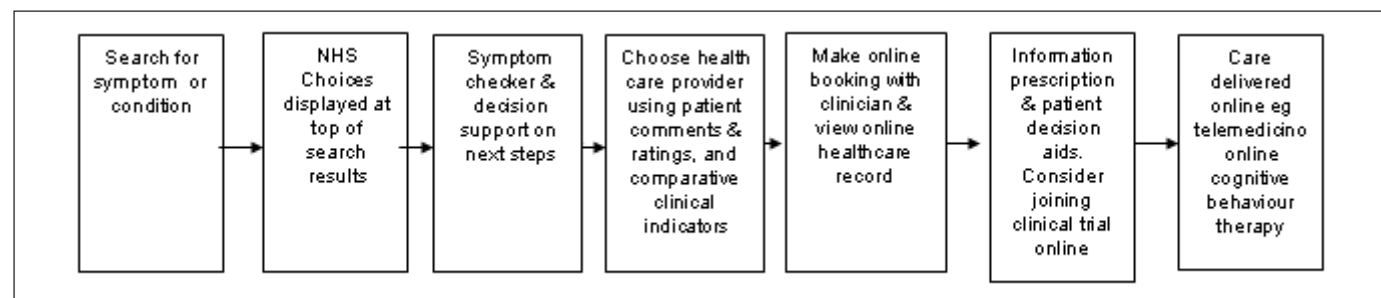 Search for
symptom or
condition
NHS
Choices
displayed at
top of
search
results
Symptom
checker &
decision
support on
next steps
Choose health
care provider
using patient
comments &
ratings, and
comparative
clinical
indicators
Make online
booking with
clinician &
view online
healthcare
record
Information
prescription
& patient
decision
aids.
Consider
joining
clinical trial
online
Care
delivered
online eg
telemedicino
online
cognitive
behaviour
therapy